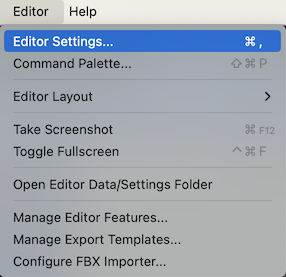 Editor Help
Editor Settings... ⌘ ,
Command Palette... ⇧ ⌘ P
Editor Layout >
Take Screenshot ⌘ F12
Toggle Fullscreen ^ ⌘ F
Open Editor Data/Settings Folder
Manage Editor Features...
Manage Export Templates...
Configure FBX Importer...